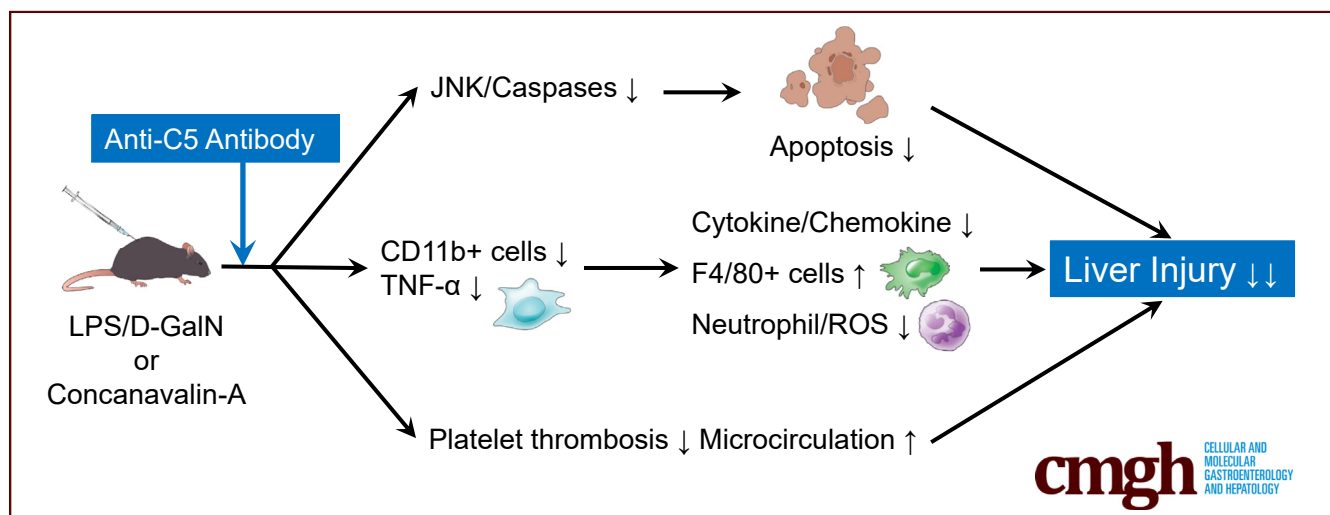 JNK/Caspases ↓
Anti-C5 Antibody
Apoptosis ↓
CD11b+ cells ↓
TNF-α ↓
Cytokine/Chemokine ↓
F4/80+ cells ↑
Neutrophil/ROS ↓
Liver Injury ↓↓
LPS/D-GalN
or
Concanavalin-A
Platelet thrombosis ↓ Microcirculation ↑
cmgh
CELLULAR AND
MOLECULAR
GASTROENTEROLOGY
AND HEPATOLOGY